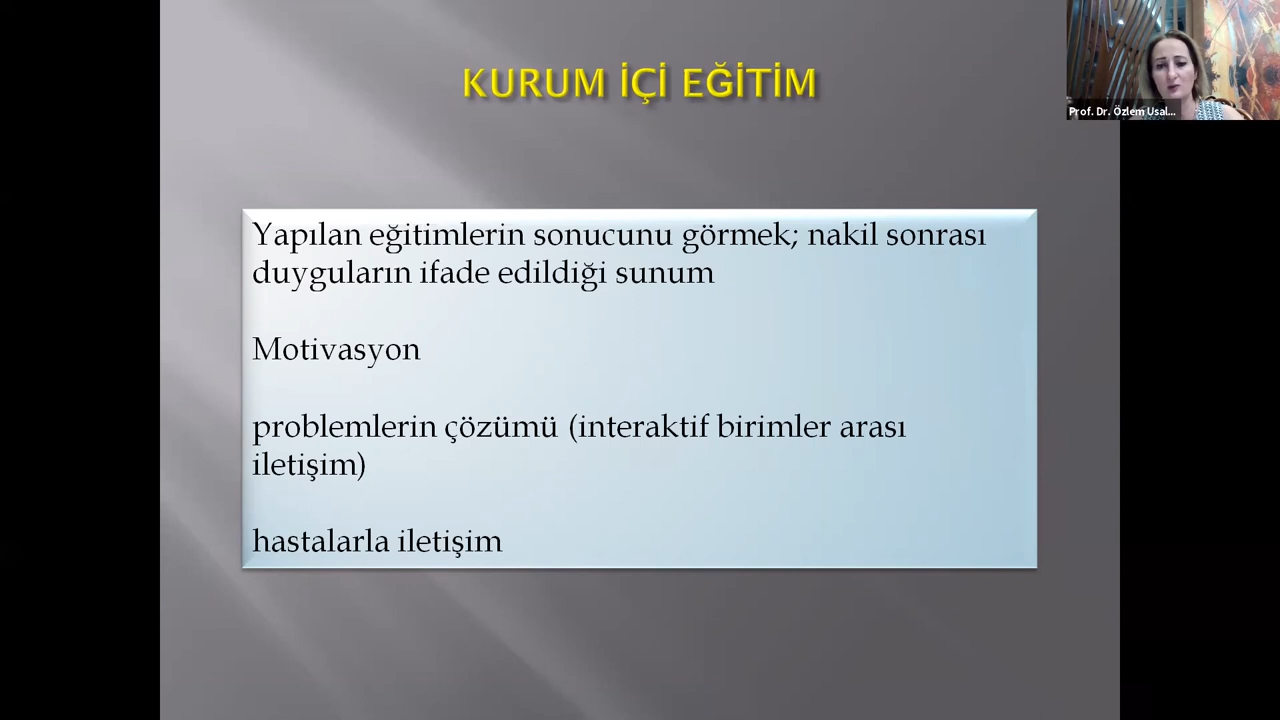 KURUM İÇİ EĞİTİM
Prof. Dr. Özlem Usal...
Yapılan eğitimlerin sonucunu görmek; nakil sonrası
duyguların ifade edildiği sunum
Motivasyon
problemlerin çözümü (interaktif birimler arası
iletişim)
hastalarla iletişim